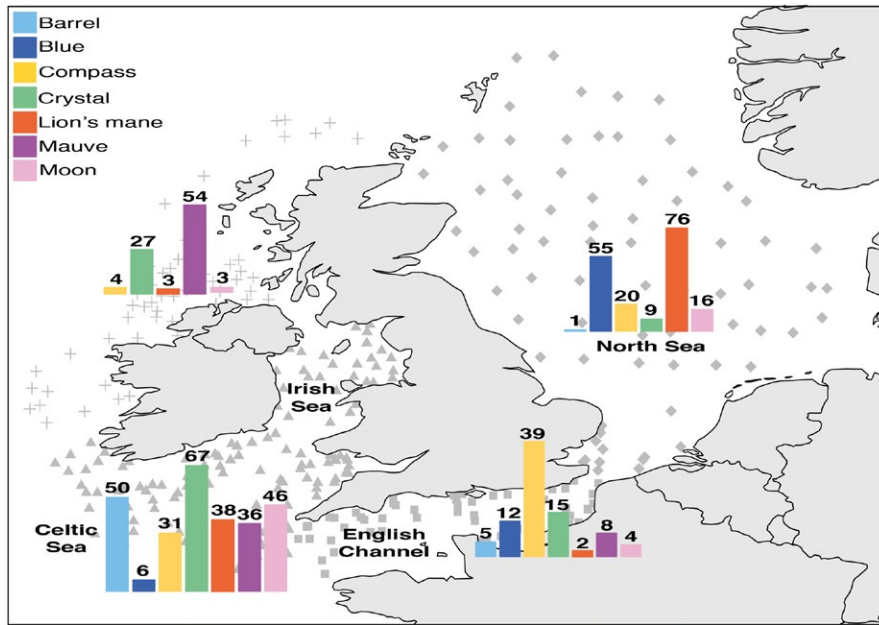 Barrel
Blue
Compass
Crystal
Lion's mane
Mauve
Moon
4
27
3
54
3
1
55
20
9
76
16
North Sea
Irish
Sea
50
6
31
67
38
36
46
Celtic
Sea
English
Channel
5
12
39
15
2
8
4